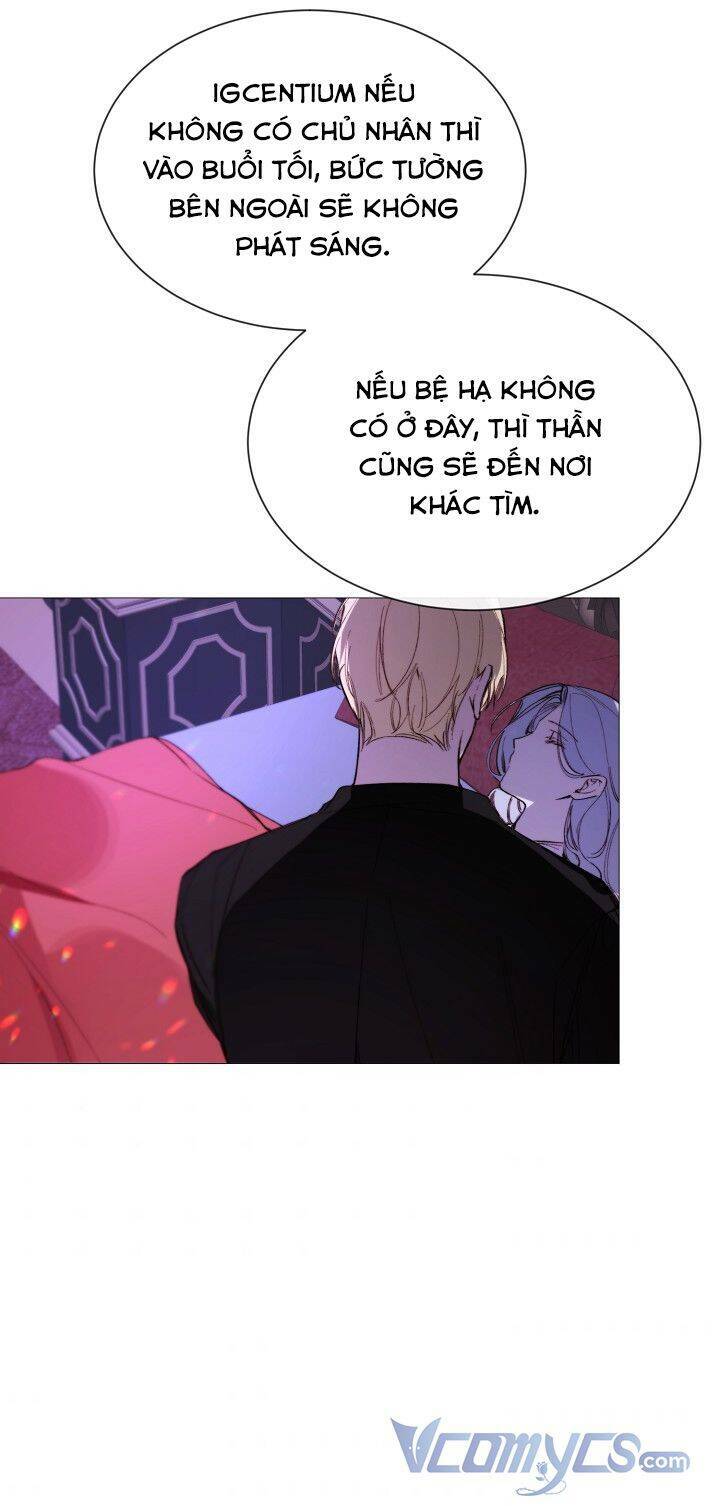 IGCENTIUM NẾU
KHÔNG CÓ CHỦ NHÂN THÌ
VÀO BUỔI TỐI, BỨC TƯỜNG
BÊN NGOÀI SẼ KHÔNG
PHÁT SÁNG.
NẾU BỆ HẠ KHÔNG
CÓ Ở ĐÂY, THÌ THẦN
CŨNG SẼ ĐẾN NƠI
KHÁC TÌM.
VCOMYCS.com